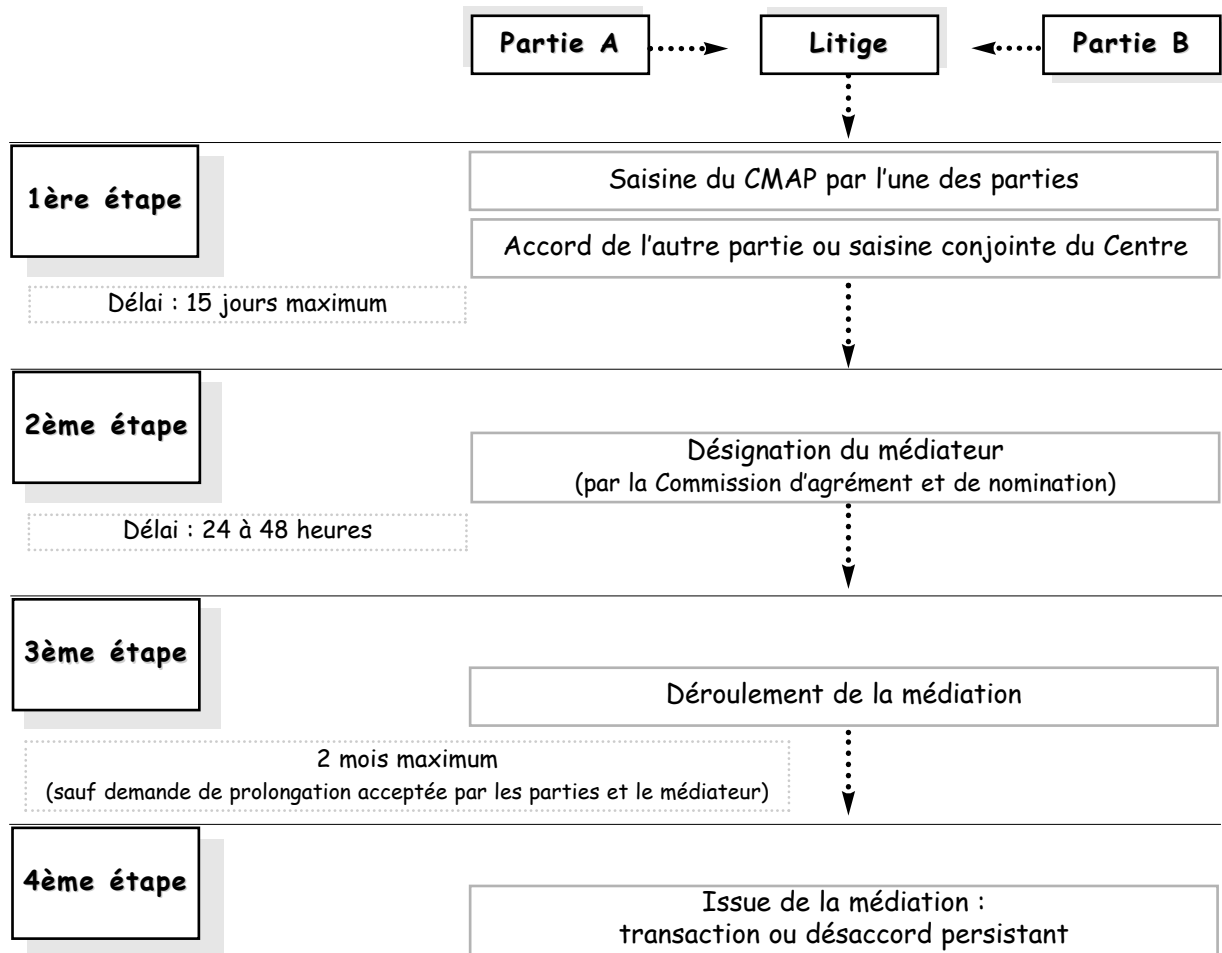 Partie A
Litige
Partie B
1ère étape
Saisine du CMAP par l'une des parties
Accord de l'autre partie ou saisine conjointe du Centre
Délai : 15 jours maximum
2ème étape
Désignation du médiateur
(par la Commission d'agrément et de nomination)
Délai : 24 à 48 heures
3ème étape
Déroulement de la médiation
2 mois maximum
(sauf demande de prolongation acceptée par les parties et le médiateur)
4ème étape
Issue de la médiation :
transaction ou désaccord persistant